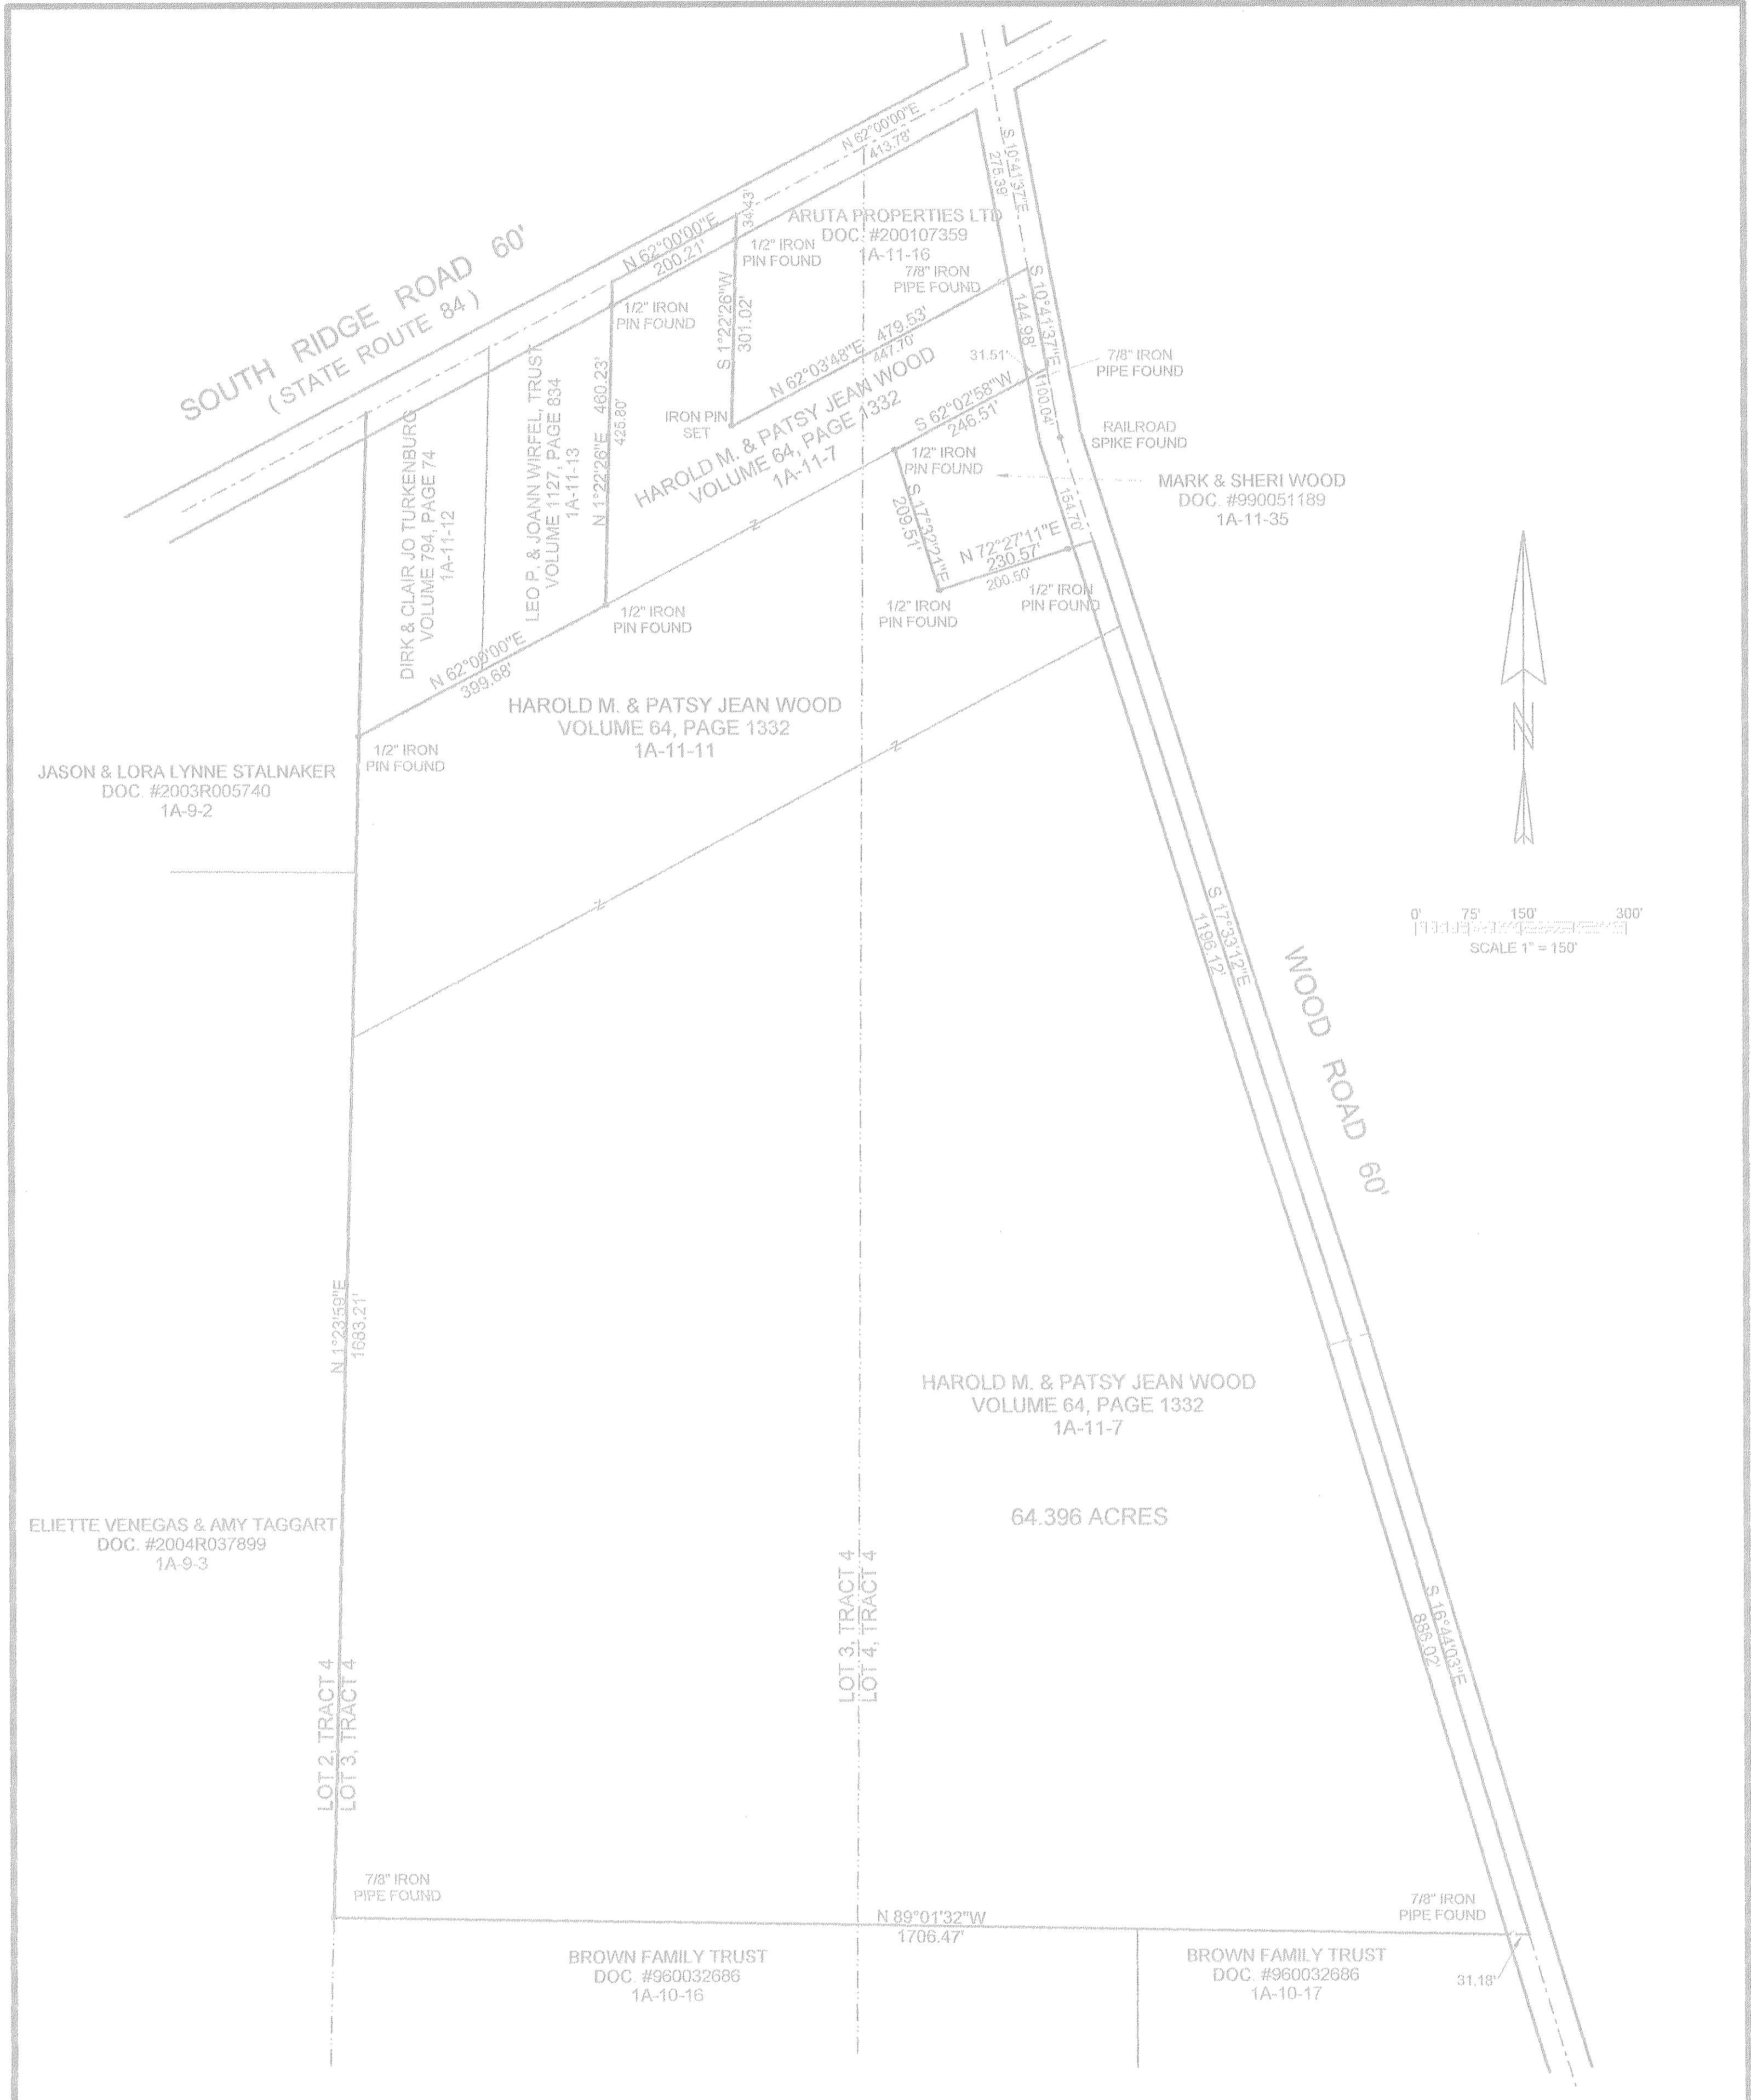 SOUTH RIDGE ROAD 60'
(STATE ROUTE 84)
N 62°00'00"E
413.78'
S 10°41'37"E
275.39'
34.43'
ARUTA PROPERTIES LTD
DOC. #200107359
1A-11-16
N 62°00'00"E
200.21'
1/2" IRON
PIN FOUND
7/8" IRON
PIPE FOUND
1/2" IRON
PIN FOUND
S 1°22'26"W
301.02'
S 10°41'37"E
144.98'
N 62°03'48"E 479.53'
447.70'
31.51'
7/8" IRON
PIPE FOUND
DIRK & CLAIR JO TURKENBURG
VOLUME 794, PAGE 74
1A-11-12
LEO P. & JOANN WIRFEL, TRUST
VOLUME 1127, PAGE 834
1A-11-13
N 1°22'26"E 460.23'
425.80'
IRON PIN
SET
HAROLD M. & PATSY JEAN WOOD
VOLUME 64, PAGE 1332
1A-11-7
S 62°02'58"W
246.51'
100.04'
RAILROAD
SPIKE FOUND
1/2" IRON
PIN FOUND
MARK & SHERI WOOD
DOC. #990051189
1A-11-35
S 17°32'21"E
209.51'
154.70'
N 72°27'11"E
230.57'
200.50'
1/2" IRON
PIN FOUND
1/2" IRON
PIN FOUND
1/2" IRON
PIN FOUND
N 62°00'00"E
399.68'
HAROLD M. & PATSY JEAN WOOD
VOLUME 64, PAGE 1332
1A-11-11
1/2" IRON
PIN FOUND
JASON & LORA LYNNE STALNAKER
DOC. #2003R005740
1A-9-2
N
0' 75' 150' 300'
SCALE 1" = 150'
S 17°33'12"E
1196.12'
WOOD ROAD 60'
N 1°23'59"E
1683.21'
HAROLD M. & PATSY JEAN WOOD
VOLUME 64, PAGE 1332
1A-11-7
64.396 ACRES
ELIETTE VENEGAS & AMY TAGGART
DOC. #2004R037899
1A-9-3
LOT 2, TRACT 4
LOT 3, TRACT 4
LOT 3, TRACT 4
LOT 4, TRACT 4
S 16°44'03"E
886.02'
7/8" IRON
PIPE FOUND
7/8" IRON
PIPE FOUND
N 89°01'32"W
1706.47'
BROWN FAMILY TRUST
DOC. #960032686
1A-10-16
BROWN FAMILY TRUST
DOC. #960032686
1A-10-17
31.18'